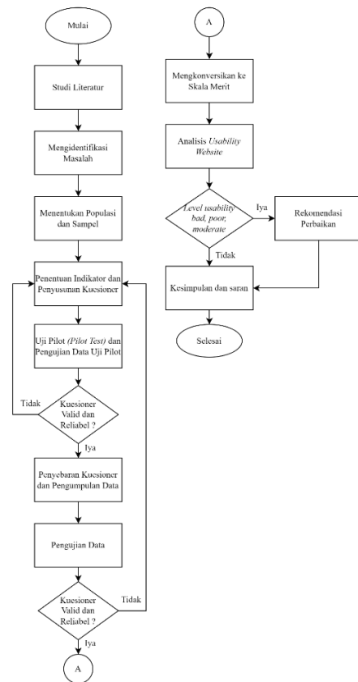 Mulai
Studi Literatur
Mengidentifikasi
Masalah
Menentukan Populasi
dan Sampel
Penentuan Indikator dan
Penyusunan Kuesioner
Uji Pilot (Pilot Test) dan
Pengujian Data Uji Pilot
Tidak
Kuesioner
Valid dan
Reliabel ?
Iya
Penyebaran Kuesioner
dan Pengumpulan Data
Pengujian Data
Kuesioner
Valid dan
Reliabel ?
Tidak
Iya
A
A
Mengkonversikan ke
Skala Merit
Analisis Usability
Website
Level usability
bad, poor,
moderate
Iya
Rekomendasi
Perbaikan
Tidak
Kesimpulan dan saran
Selesai